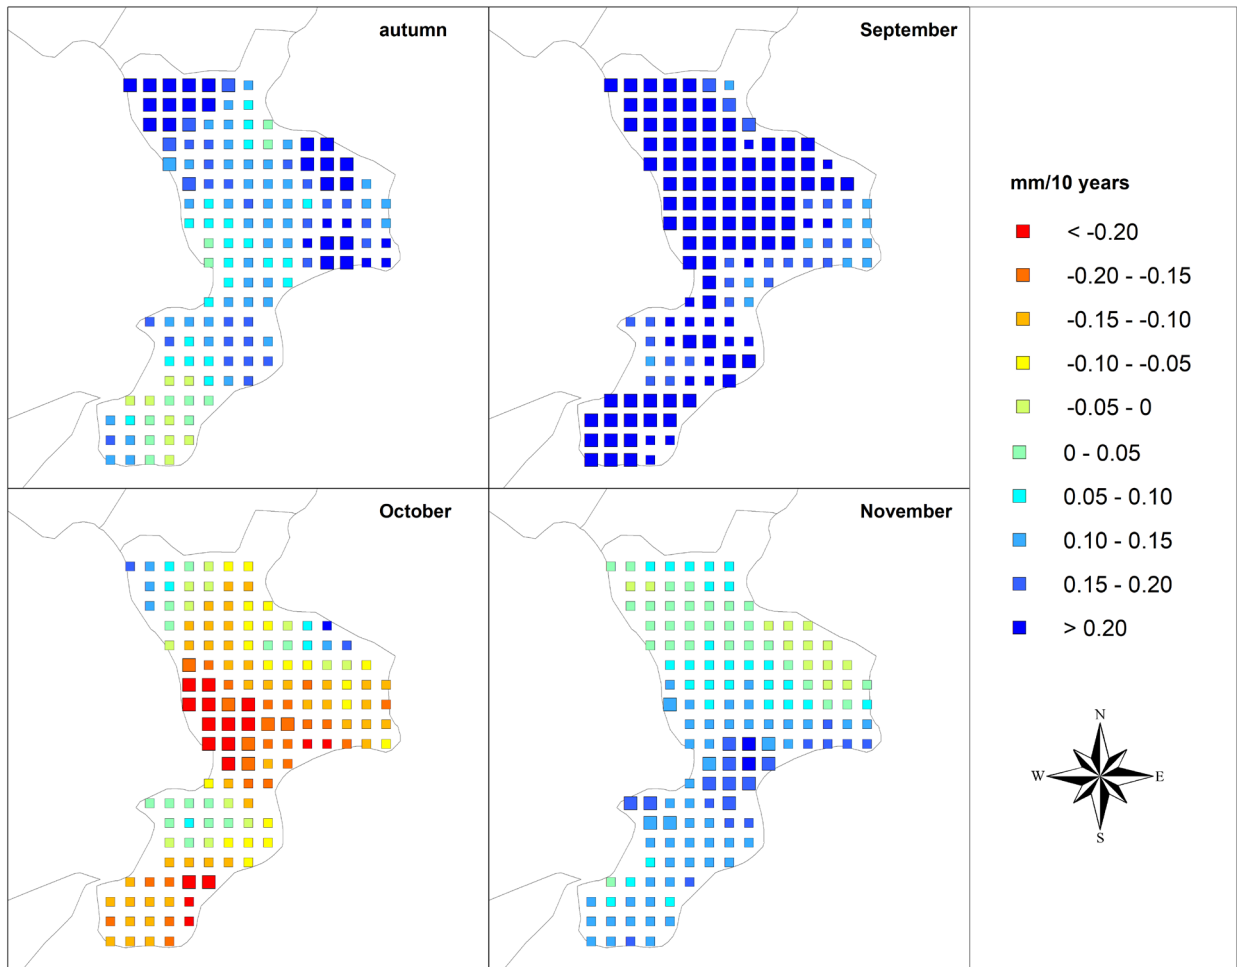 autumn
September
October
November
mm/10 years
< -0.20
-0.20 - -0.15
-0.15 - -0.10
-0.10 - -0.05
-0.05 - 0
0 - 0.05
0.05 - 0.10
0.10 - 0.15
0.15 - 0.20
> 0.20
N
W E
S